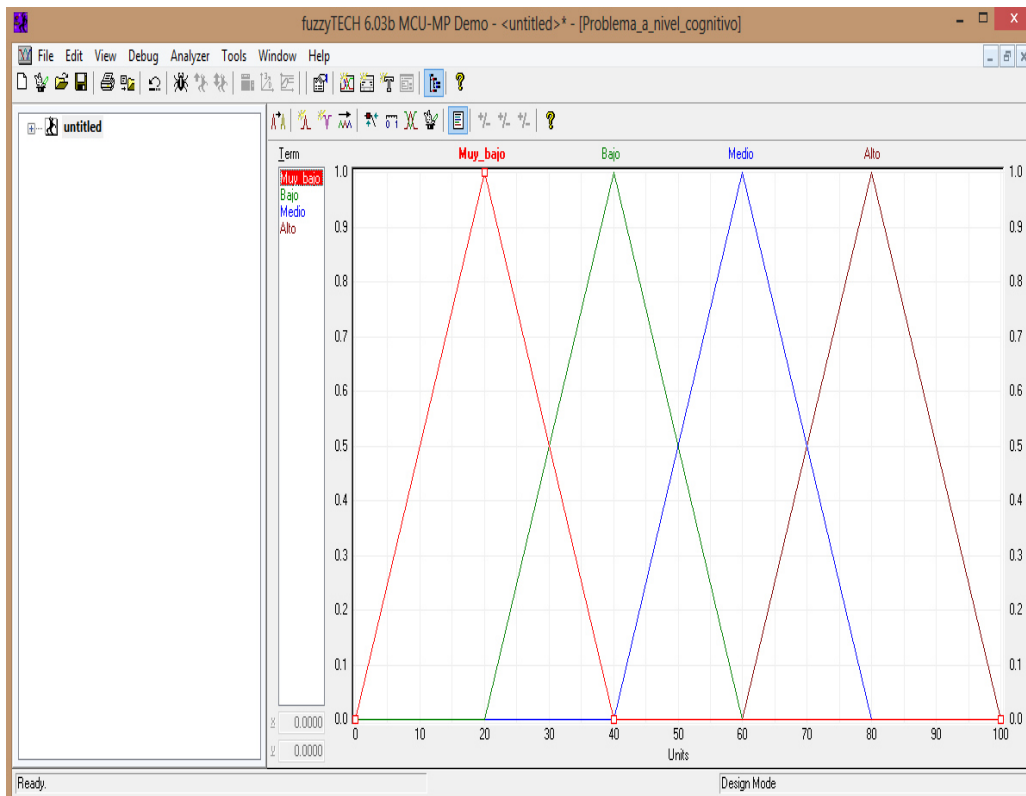 fuzzyTECH 6.03b MCU-MP Demo - <untitled>* - [Problema_a_nivel_cognitivo]
File Edit View Debug Analyzer Tools Window Help
untitled
Term
Muy_bajo Bajo Medio Alto
Muy_bajo
Bajo
Medio
Alto
1.0 1.0
0.9 0.9
0.8 0.8
0.7 0.7
0.6 0.6
0.5 0.5
0.4 0.4
0.3 0.3
0.2 0.2
0.1 0.1
0.0 0.0
x 0.0000
y 0.0000
0 10 20 30 40 50 60 70 80 90 100
Units
Ready. Design Mode